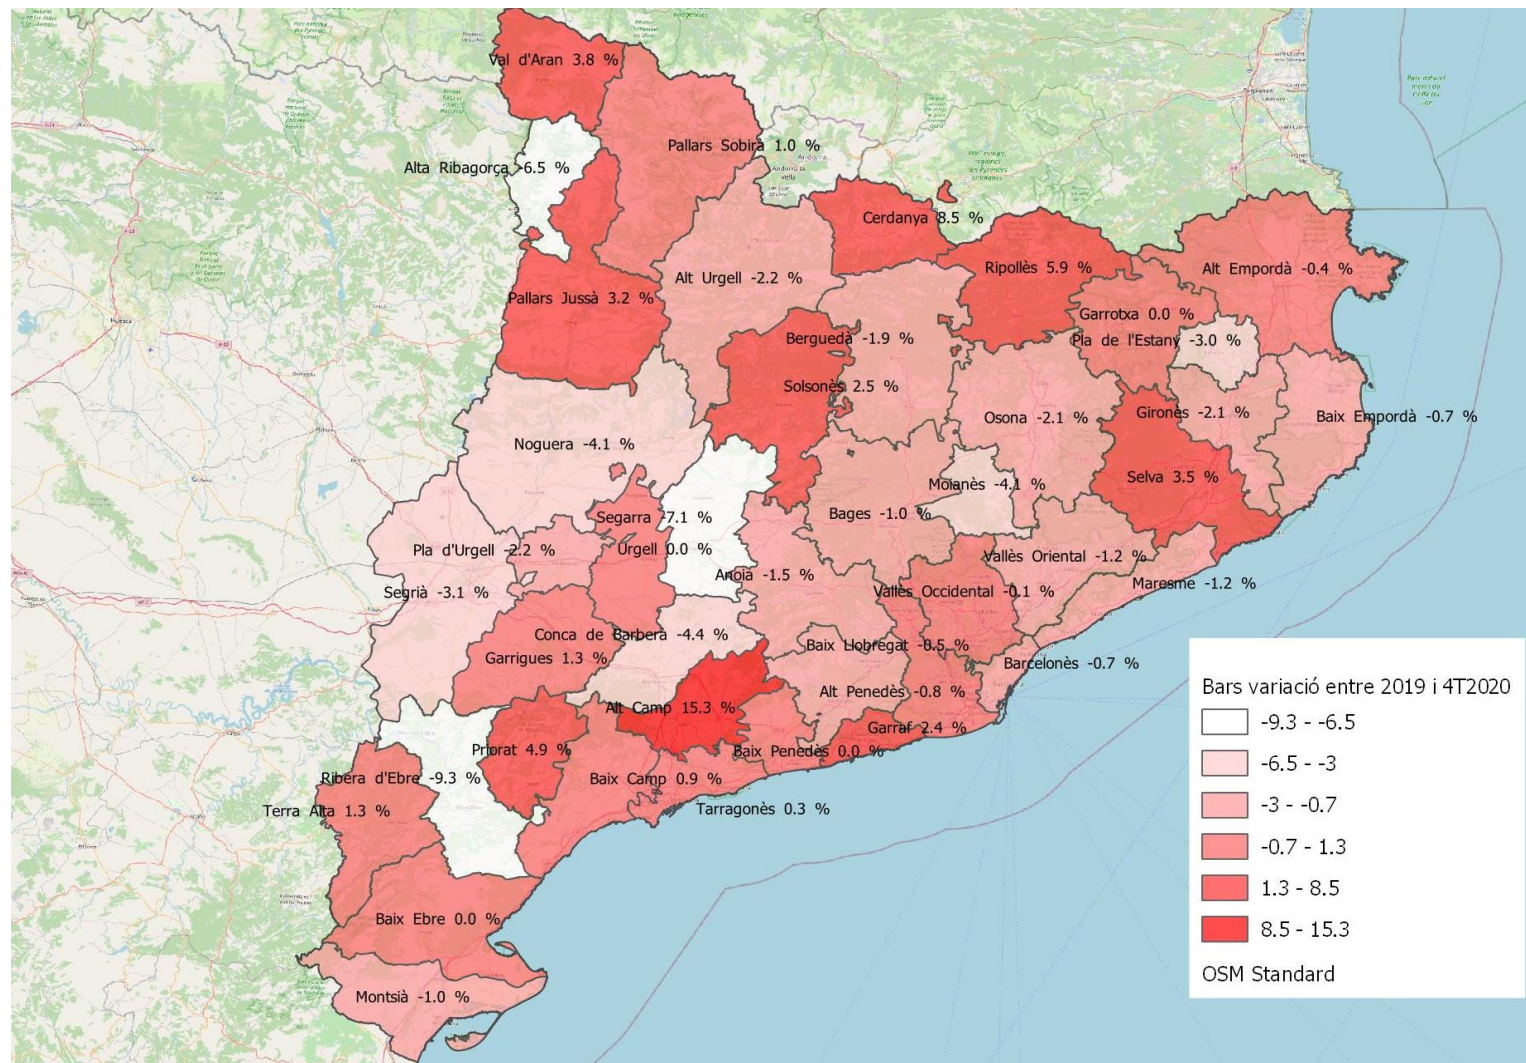 Val d'Aran 3.8 %
Pallars Sobirà 1.0 %
Andorra
Andorra la Vella
Alta Ribagorça -6.5 %
Cerdanya 8.5 %
Ripollès 5.9 %
Alt Empordà -0.4 %
Alt Urgell -2.2 %
Pallars Jussà 3.2 %
Garrotxa 0.0 %
Pla de l'Estany -3.0 %
Berguedà -1.9 %
Solsonès 2.5 %
Osona -2.1 %
Gironès -2.1 %
Baix Empordà -0.7 %
Noguera -4.1 %
Selva 3.5 %
Moianès -4.1 %
Bages -1.0 %
Segarra -7.1 %
Urgell 0.0 %
Pla d'Urgell -2.2 %
Vallès Oriental -1.2 %
Anoia -1.5 %
Maresme -1.2 %
Segrià -3.1 %
Vallès Occidental -0.1 %
Conca de Barberà -4.4 %
Baix Llobregat -0.5 %
Garrigues 1.3 %
Barcelonès -0.7 %
Alt Penedès -0.8 %
Alt Camp 15.3 %
Garraf 2.4 %
Priorat 4.9 %
Baix Penedès 0.0 %
Ribera d'Ebre -9.3 %
Baix Camp 0.9 %
Terra Alta 1.3 %
Tarragonès 0.3 %
Baix Ebre 0.0 %
Montsià -1.0 %
Huesca
Perpignan
Bars variació entre 2019 i 4T2020
-9.3 - -6.5
-6.5 - -3
-3 - -0.7
-0.7 - 1.3
1.3 - 8.5
8.5 - 15.3
OSM Standard